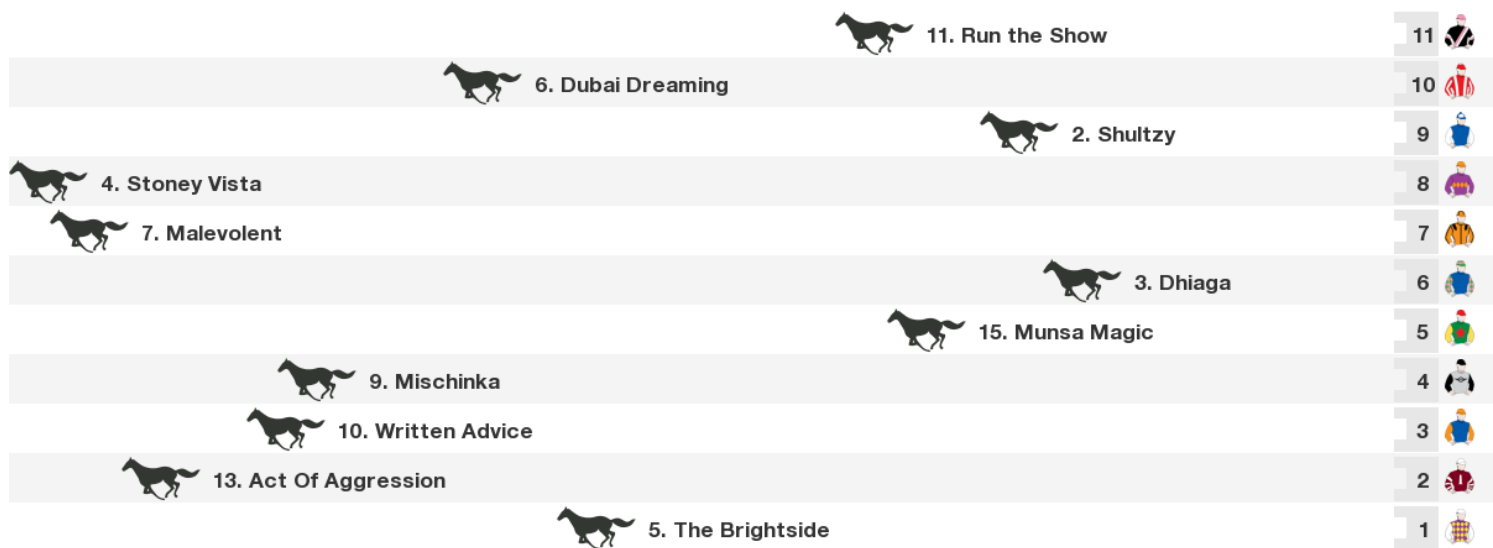 11. Run the Show 11
6. Dubai Dreaming 10
2. Shultzy 9
4. Stoney Vista 8
7. Malevolent 7
3. Dhiaga 6
15. Munsa Magic 5
9. Mischinka 4
10. Written Advice 3
13. Act Of Aggression 2
5. The Brightside 1